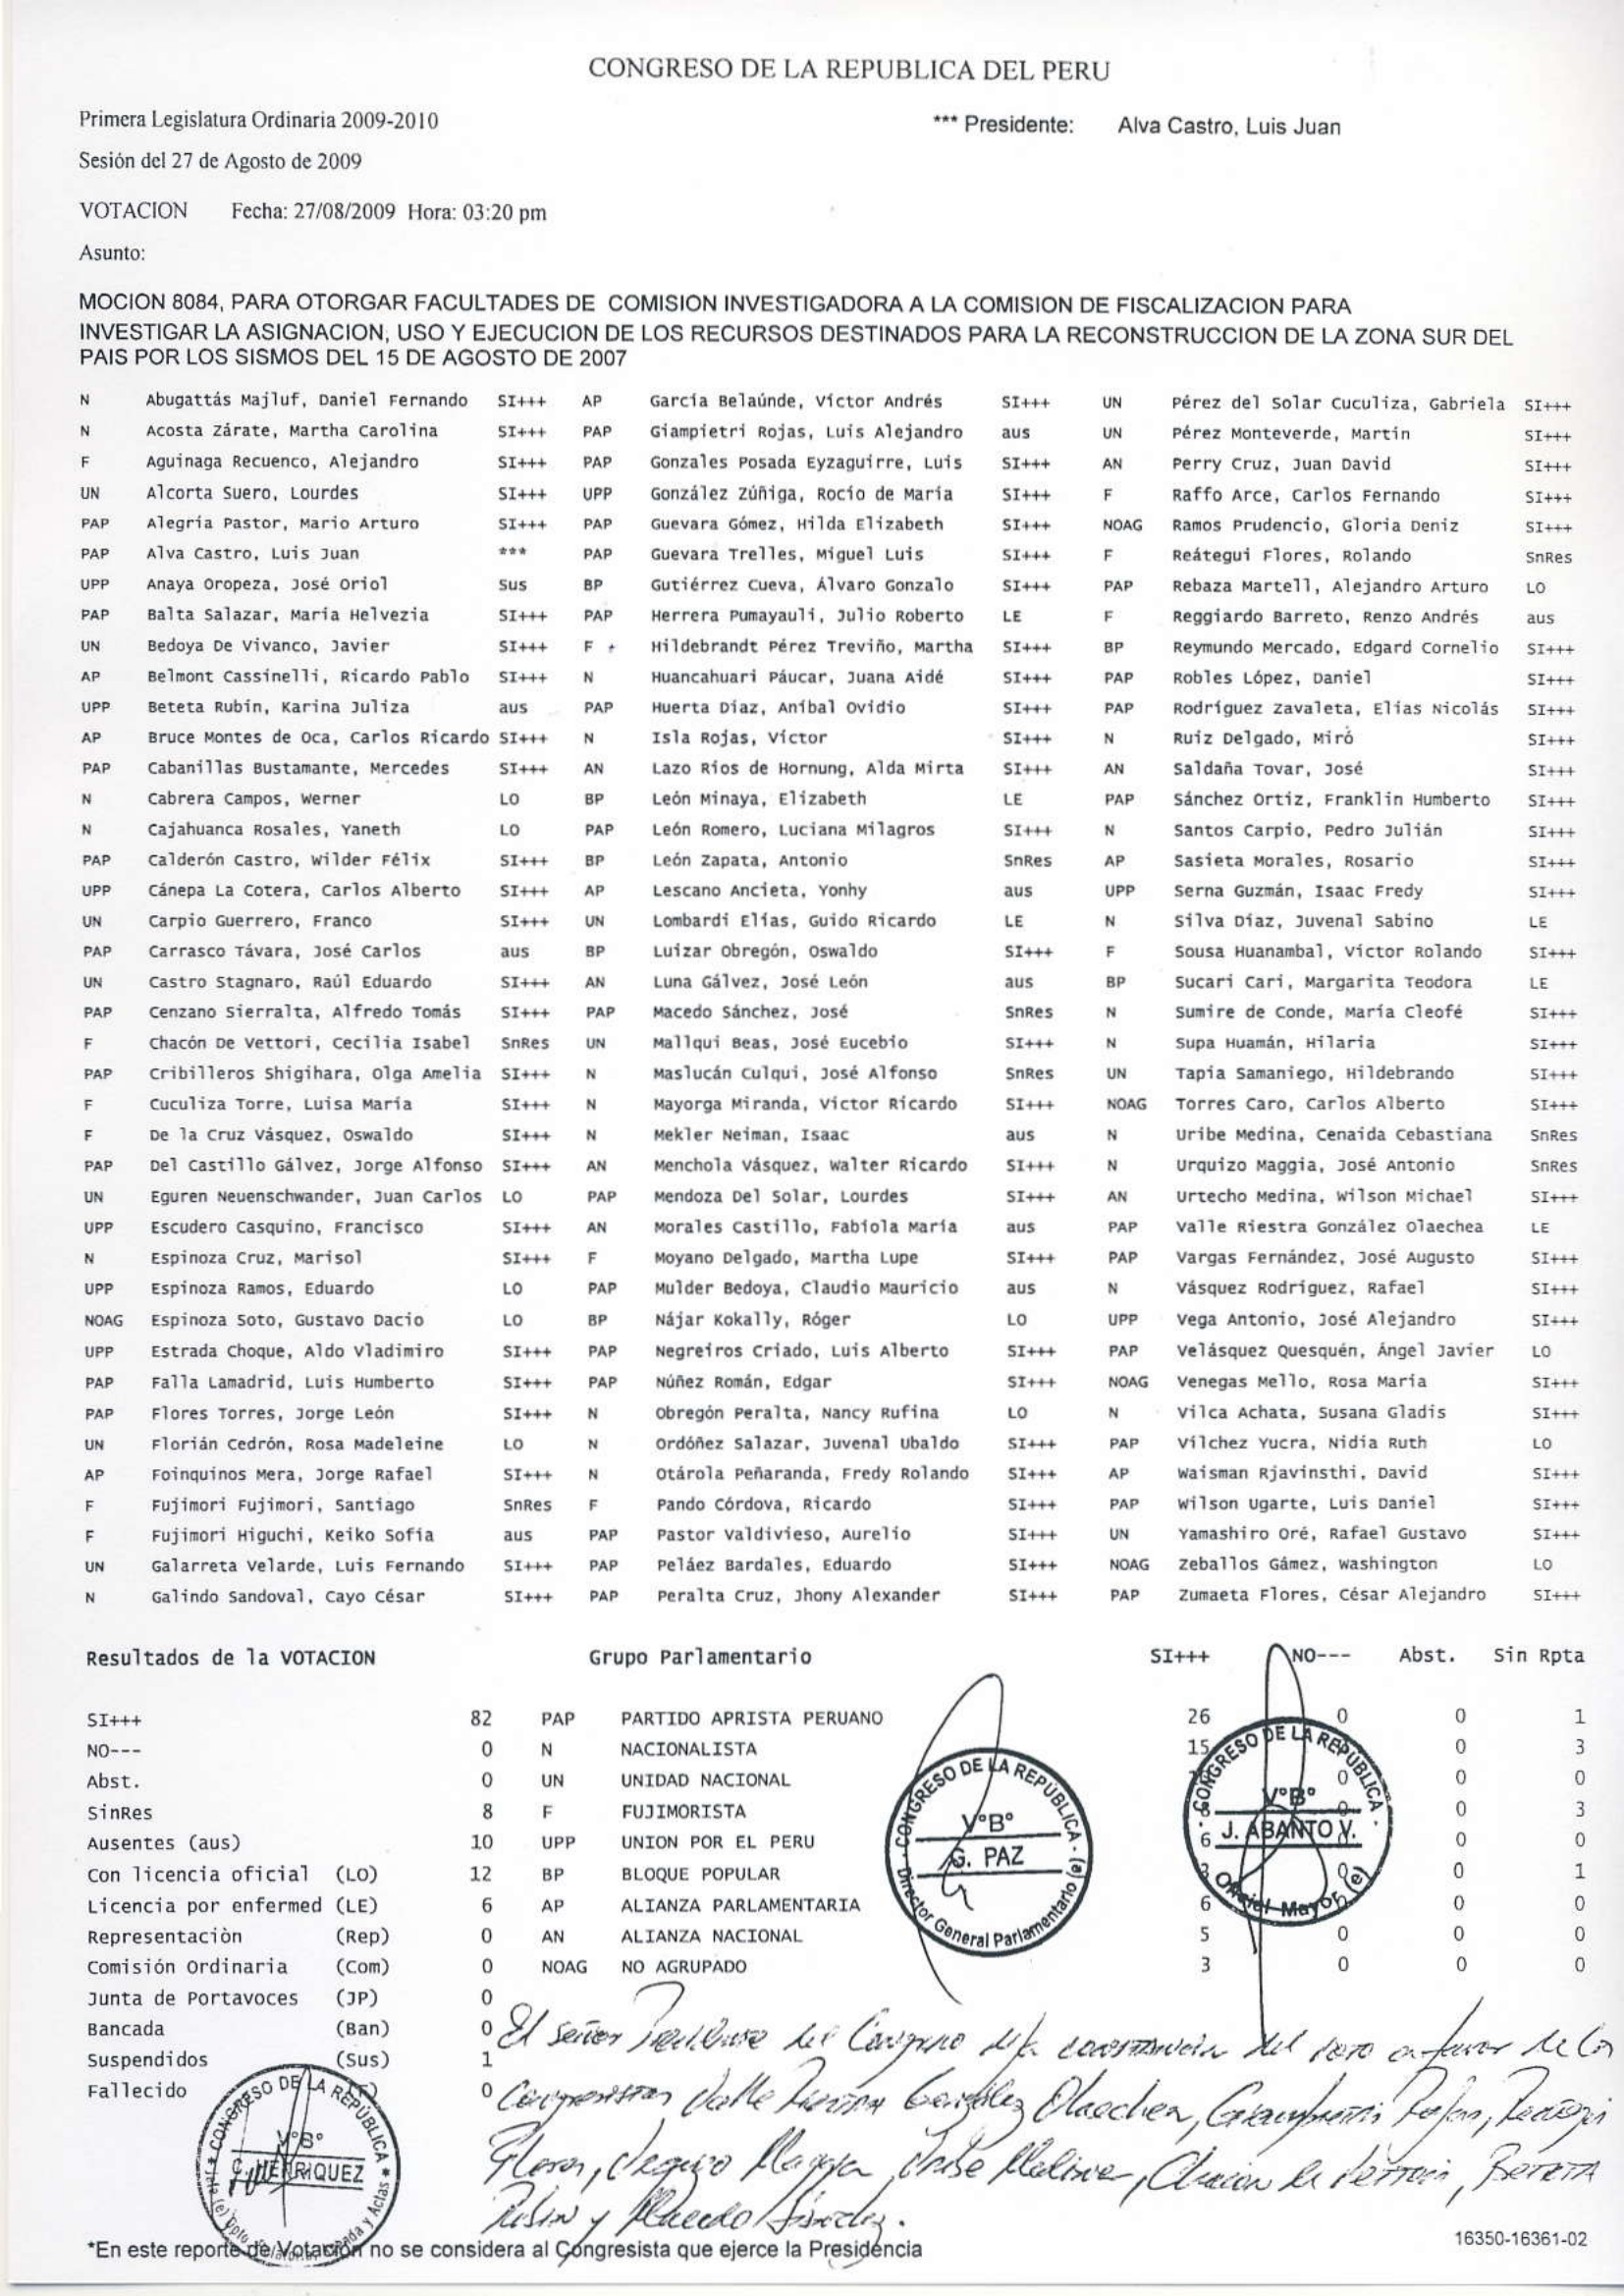 CONGRESO DE LA REPUBLICA DEL PERU
Primera Legislatura Ordinaria 2009-2010 *** Presidente: Alva Castro, Luis Juan
Sesión del 27 de Agosto de 2009
VOTACION Fecha: 27/08/2009 Hora: 03:20 pm
Asunto:
MOCION 8084, PARA OTORGAR FACULTADES DE COMISION INVESTIGADORA A LA COMISION DE FISCALIZACION PARA
INVESTIGAR LA ASIGNACION, USO Y EJECUCION DE LOS RECURSOS DESTINADOS PARA LA RECONSTRUCCION DE LA ZONA SUR DEL
PAIS POR LOS SISMOS DEL 15 DE AGOSTO DE 2007
N Abugattás Majluf, Daniel Fernando SI+++ AP García Belaúnde, Víctor Andrés SI+++ UN Pérez del Solar Cuculiza, Gabriela SI+++
N Acosta Zárate, Martha Carolina SI+++ PAP Giampietri Rojas, Luis Alejandro aus UN Pérez Monteverde, Martin SI+++
F Aguinaga Recuenco, Alejandro SI+++ PAP Gonzales Posada Eyzaguirre, Luis SI+++ AN Perry Cruz, Juan David SI+++
UN Alcorta Suero, Lourdes SI+++ UPP González Zúñiga, Rocío de María SI+++ F Raffo Arce, Carlos Fernando SI+++
PAP Alegría Pastor, Mario Arturo SI+++ PAP Guevara Gómez, Hilda Elizabeth SI+++ NOAG Ramos Prudencio, Gloria Deniz SI+++
PAP Alva Castro, Luis Juan *** PAP Guevara Trelles, Miguel Luis SI+++ F Reátegui Flores, Rolando SnRes
UPP Anaya Oropeza, José Oriol Sus BP Gutiérrez Cueva, Álvaro Gonzalo SI+++ PAP Rebaza Martell, Alejandro Arturo LO
PAP Balta Salazar, María Helvezia SI+++ PAP Herrera Pumayauli, Julio Roberto LE F Reggiardo Barreto, Renzo Andrés aus
UN Bedoya De Vivanco, Javier SI+++ F Hildebrandt Pérez Treviño, Martha SI+++ BP Reymundo Mercado, Edgard Cornelio SI+++
AP Belmont Cassinelli, Ricardo Pablo SI+++ N Huancahuari Páucar, Juana Aidé SI+++ PAP Robles López, Daniel SI+++
UPP Beteta Rubín, Karina Juliza aus PAP Huerta Díaz, Aníbal Ovidio SI+++ PAP Rodríguez Zavaleta, Elías Nicolás SI+++
AP Bruce Montes de Oca, Carlos Ricardo SI+++ N Isla Rojas, Víctor SI+++ N Ruiz Delgado, Miró SI+++
PAP Cabanillas Bustamante, Mercedes SI+++ AN Lazo Ríos de Hornung, Alda Mirta SI+++ AN Saldaña Tovar, José SI+++
N Cabrera Campos, Werner LO BP León Minaya, Elizabeth LE PAP Sánchez Ortiz, Franklin Humberto SI+++
N Cajahuanca Rosales, Yaneth LO PAP León Romero, Luciana Milagros SI+++ N Santos Carpio, Pedro Julián SI+++
PAP Calderón Castro, Wilder Félix SI+++ BP León Zapata, Antonio SnRes AP Sasieta Morales, Rosario SI+++
UPP Cánepa La Cotera, Carlos Alberto SI+++ AP Lescano Ancieta, Yonhy aus UPP Serna Guzmán, Isaac Fredy SI+++
UN Carpio Guerrero, Franco SI+++ UN Lombardi Elías, Guido Ricardo LE N Silva Díaz, Juvenal Sabino LE
PAP Carrasco Távara, José Carlos aus BP Luizar Obregón, Oswaldo SI+++ F Sousa Huanambal, Víctor Rolando SI+++
UN Castro Stagnaro, Raúl Eduardo SI+++ AN Luna Gálvez, José León aus BP Sucari Cari, Margarita Teodora LE
PAP Cenzano Sierralta, Alfredo Tomás SI+++ PAP Macedo Sánchez, José SnRes N Sumire de Conde, María Cleofé SI+++
F Chacón De Vettori, Cecilia Isabel SnRes UN Mallqui Beas, José Eucebio SI+++ N Supa Huamán, Hilaria SI+++
PAP Cribilleros Shigihara, Olga Amelia SI+++ N Maslucán Culqui, José Alfonso SnRes UN Tapia Samaniego, Hildebrando SI+++
F Cuculiza Torre, Luisa María SI+++ N Mayorga Miranda, Víctor Ricardo SI+++ NOAG Torres Caro, Carlos Alberto SI+++
F De la Cruz Vásquez, Oswaldo SI+++ N Mekler Neiman, Isaac aus N Uribe Medina, Cenaida Cebastiana SnRes
PAP Del Castillo Gálvez, Jorge Alfonso SI+++ AN Menchola Vásquez, Walter Ricardo SI+++ N Urquizo Maggia, José Antonio SnRes
UN Eguren Neuenschwander, Juan Carlos LO PAP Mendoza Del Solar, Lourdes SI+++ AN Urtecho Medina, Wilson Michael SI+++
UPP Escudero Casquino, Francisco SI+++ AN Morales Castillo, Fabiola María aus PAP Valle Riestra González Olaechea LE
N Espinoza Cruz, Marisol SI+++ F Moyano Delgado, Martha Lupe SI+++ PAP Vargas Fernández, José Augusto SI+++
UPP Espinoza Ramos, Eduardo LO PAP Mulder Bedoya, Claudio Mauricio aus N Vásquez Rodríguez, Rafael SI+++
NOAG Espinoza Soto, Gustavo Dacio LO BP Nájar Kokally, Róger LO UPP Vega Antonio, José Alejandro SI+++
UPP Estrada Choque, Aldo Vladimiro SI+++ PAP Negreiros Criado, Luis Alberto SI+++ PAP Velásquez Quesquén, Ángel Javier LO
PAP Falla Lamadrid, Luis Humberto SI+++ PAP Núñez Román, Edgar SI+++ NOAG Venegas Mello, Rosa María SI+++
PAP Flores Torres, Jorge León SI+++ N Obregón Peralta, Nancy Rufina LO N Vilca Achata, Susana Gladis SI+++
UN Florián Cedrón, Rosa Madeleine LO N Ordóñez Salazar, Juvenal Ubaldo SI+++ PAP Vilchez Yucra, Nidia Ruth LO
AP Foinquinos Mera, Jorge Rafael SI+++ N Otárola Peñaranda, Fredy Rolando SI+++ AP Waisman Rjavinsthi, David SI+++
F Fujimori Fujimori, Santiago SnRes F Pando Córdova, Ricardo SI+++ PAP Wilson Ugarte, Luis Daniel SI+++
F Fujimori Higuchi, Keiko Sofía aus PAP Pastor Valdivieso, Aurelio SI+++ UN Yamashiro Oré, Rafael Gustavo SI+++
UN Galarreta Velarde, Luis Fernando SI+++ PAP Peláez Bardales, Eduardo SI+++ NOAG Zeballos Gámez, Washington LO
N Galindo Sandoval, Cayo César SI+++ PAP Peralta Cruz, Jhony Alexander SI+++ PAP Zumaeta Flores, César Alejandro SI+++
Resultados de la VOTACION Grupo Parlamentario SI+++ NO--- Abst. Sin Rpta
SI+++ 82 PAP PARTIDO APRISTA PERUANO 26 0 0 1
NO--- 0 N NACIONALISTA 15 0 3
Abst. 0 UN UNIDAD NACIONAL 0 0 0
SinRes 8 F FUJIMORISTA 0 3
Ausentes (aus) 10 UPP UNION POR EL PERU 6 0 0
Con licencia oficial (LO) 12 BP BLOQUE POPULAR 3 0 0 1
Licencia por enfermed (LE) 6 AP ALIANZA PARLAMENTARIA 6 0 0
Representaciòn (Rep) 0 AN ALIANZA NACIONAL 5 0 0 0
Comisión Ordinaria (Com) 0 NOAG NO AGRUPADO 3 0 0 0
Junta de Portavoces (JP) 0
Bancada (Ban) 0
Suspendidos (Sus) 1
Fallecido 0
CONGRESO DE LA REPÚBLICA
V°B°
G. PAZ
Director General Parlamentario (e)
CONGRESO DE LA REPÚBLICA
V°B°
J. ABANTO V.
Oficial Mayor (e)
CONGRESO DE LA REPÚBLICA
V°B°
C. HENRIQUEZ
El señor Presidente del Congreso deja constancia del voto a favor de los
Congresistas Valle Riestra González Olaechea, Giampietri Rojas, Reátegui
Flores, Urquizo Maggia, Uribe Medina, Chacón De Vettori, Beteta
Rubín y Macedo Sánchez.
*En este reporte de Votación no se considera al Congresista que ejerce la Presidencia
16350-16361-02